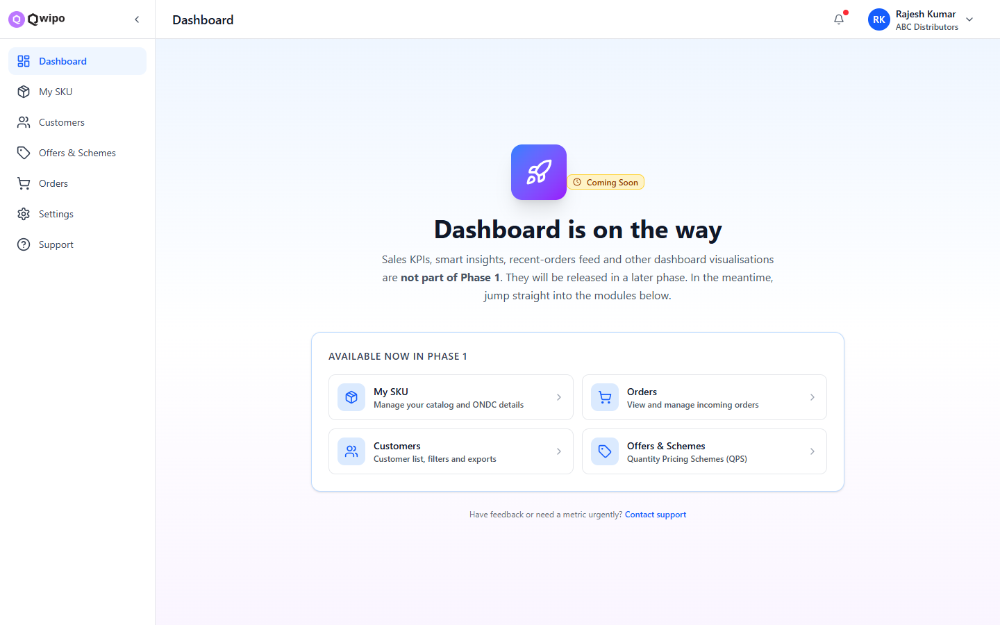 Qwipo
Dashboard
Rajesh Kumar
RK
ABC Distributors
Dashboard
My SKU
Customers
Offers & Schemes
Orders
Settings
Support
Coming Soon
Dashboard is on the way
Sales KPIs, smart insights, recent-orders feed and other dashboard visualisations
are not part of Phase 1. They will be released in a later phase. In the meantime,
jump straight into the modules below.
AVAILABLE NOW IN PHASE 1
My SKU
Manage your catalog and ONDC details
Orders
View and manage incoming orders
Customers
Customer list, filters and exports
Offers & Schemes
Quantity Pricing Schemes (QPS)
Have feedback or need a metric urgently? Contact support